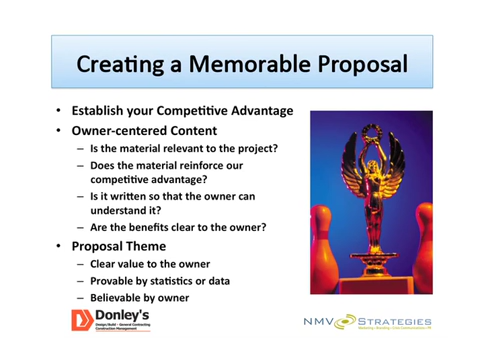 Creating a Memorable Proposal
• Establish your Competitive Advantage
• Owner-centered Content
– Is the material relevant to the project?
– Does the material reinforce our
competitive advantage?
– Is it written so that the owner can
understand it?
– Are the benefits clear to the owner?
• Proposal Theme
– Clear value to the owner
– Provable by statistics or data
– Believable by owner
Donley's
Design/Build - General Contracting
Construction Management
NMV STRATEGIES